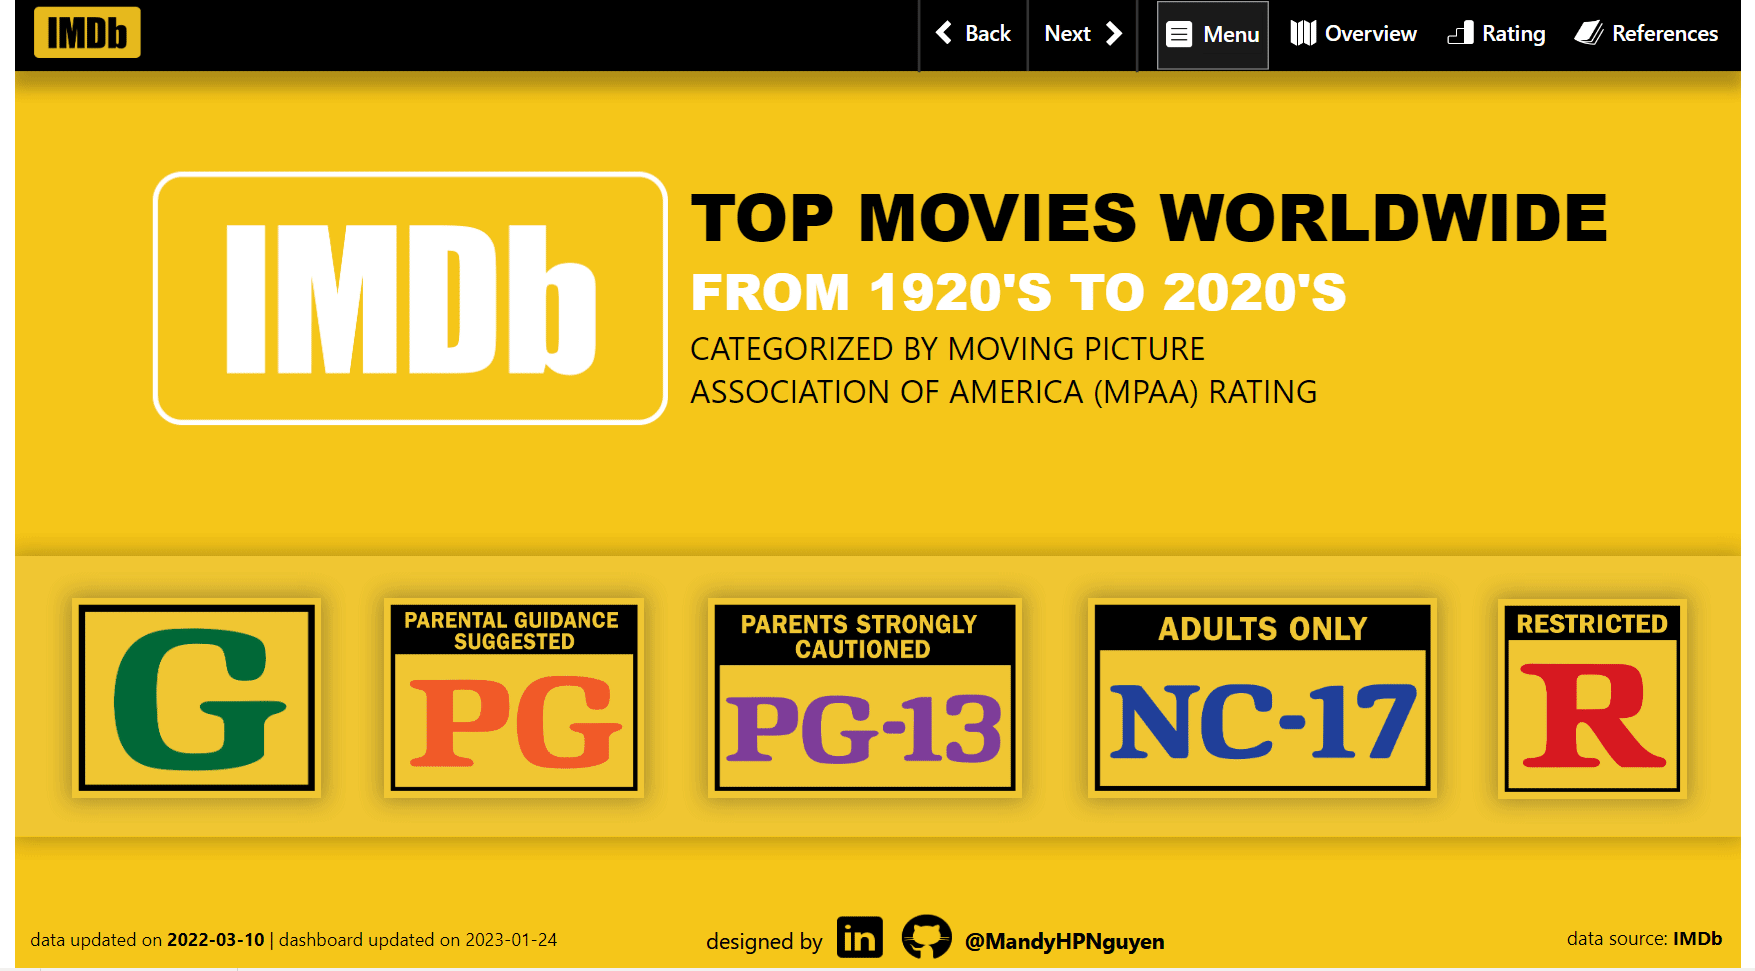 IMDb
Back
Next
Menu
Overview
Rating
References
IMDb
TOP MOVIES WORLDWIDE
FROM 1920'S TO 2020'S
CATEGORIZED BY MOVING PICTURE
ASSOCIATION OF AMERICA (MPAA) RATING
G
PARENTAL GUIDANCE
SUGGESTED
PG
PARENTS STRONGLY
CAUTIONED
PG-13
ADULTS ONLY
NC-17
RESTRICTED
R
data updated on 2022-03-10 | dashboard updated on 2023-01-24
designed by in @MandyHPNguyen
data source: IMDb